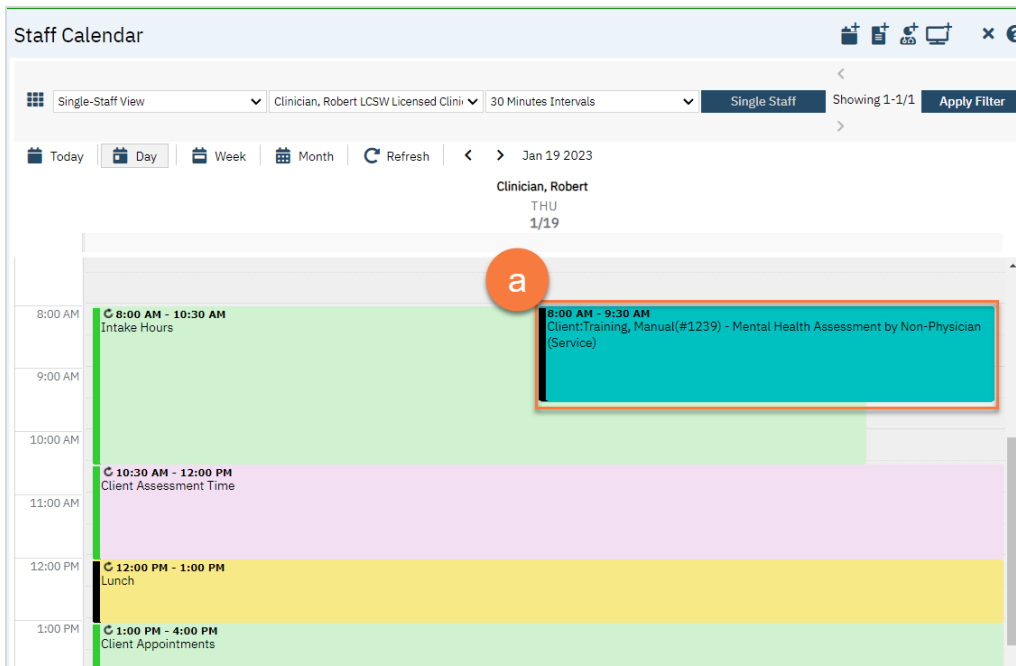 Staff Calendar
Single-Staff View
Clinician, Robert LCSW Licensed Clini
30 Minutes Intervals
Single Staff
Showing 1-1/1
Apply Filter
Today
Day
Week
Month
Refresh
Jan 19 2023
Clinician, Robert
THU
1/19
a
8:00 AM
8:00 AM - 10:30 AM
Intake Hours
8:00 AM - 9:30 AM
Client:Training, Manual(#1239) - Mental Health Assessment by Non-Physician
(Service)
9:00 AM
10:00 AM
10:30 AM - 12:00 PM
Client Assessment Time
11:00 AM
12:00 PM
12:00 PM - 1:00 PM
Lunch
1:00 PM
1:00 PM - 4:00 PM
Client Appointments